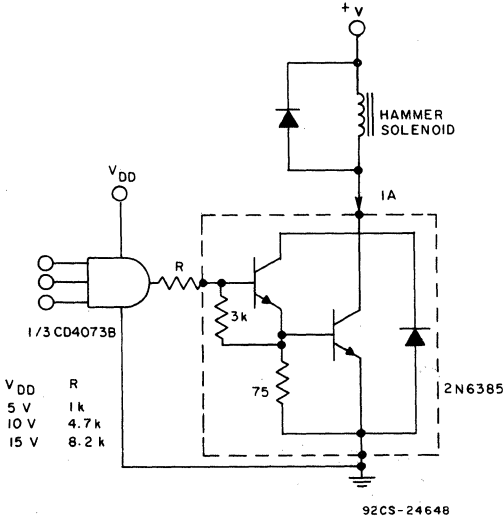 +V
HAMMER
SOLENOID
VDD
1A
R
3k
1/3 CD4073B
75
2N6385
VDD R
5 V 1k
10 V 4.7k
15 V 8.2k
92CS-24648